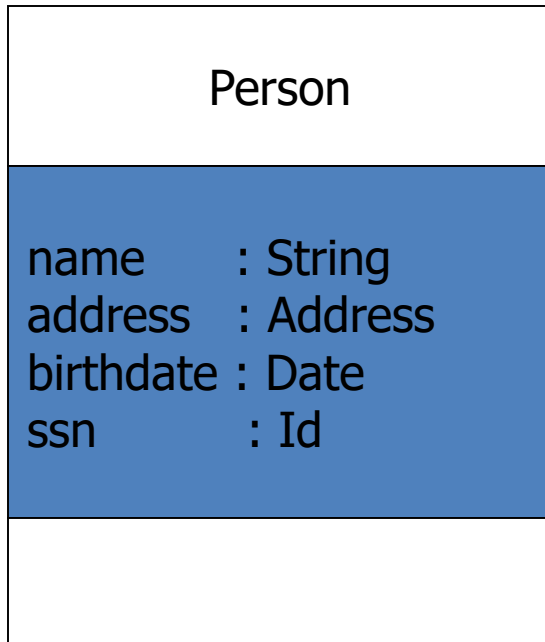 Person
name : String
address : Address
birthdate : Date
ssn : Id